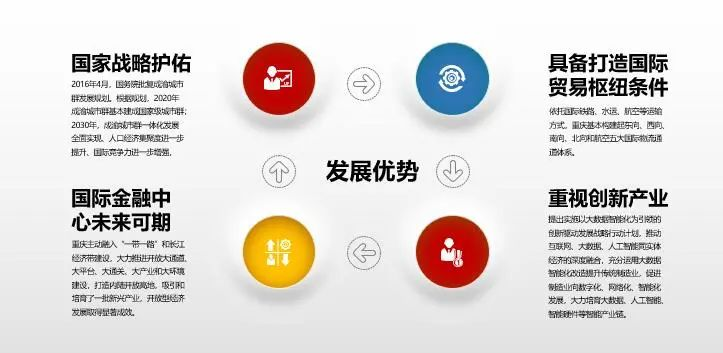 国家战略护佑
2016年4月，国务院批复成渝城市
群发展规划。根据规划，2020年
成渝城市群基本建成国家级城市群；
2030年，成渝城市群一体化发展
全面实现、人口经济集聚度进一步
提升、国际竞争力进一步增强。
具备打造国际
贸易枢纽条件
依托国际铁路、水运、航空等运输
方式，重庆基本构建起东向、西向、
南向、北向和航空五大国际物流通
道体系。
发展优势
国际金融中
心未来可期
重庆主动融入“一带一路”和长江
经济带建设，大力推进开放大通道、
大平台、大通关、大产业和大环境
建设，打造内陆开放高地，吸引和
培育了一批新兴产业，开放型经济
发展取得显著成效。
重视创新产业
提出实施以大数据智能化为引领的
创新驱动发展战略行动计划，推动
互联网、大数据、人工智能同实体
经济的深度融合，充分运用大数据
智能化改造提升传统制造业，促进
制造业向数字化、网络化、智能化
发展，大力培育大数据、人工智能、
智能硬件等智能产业链。